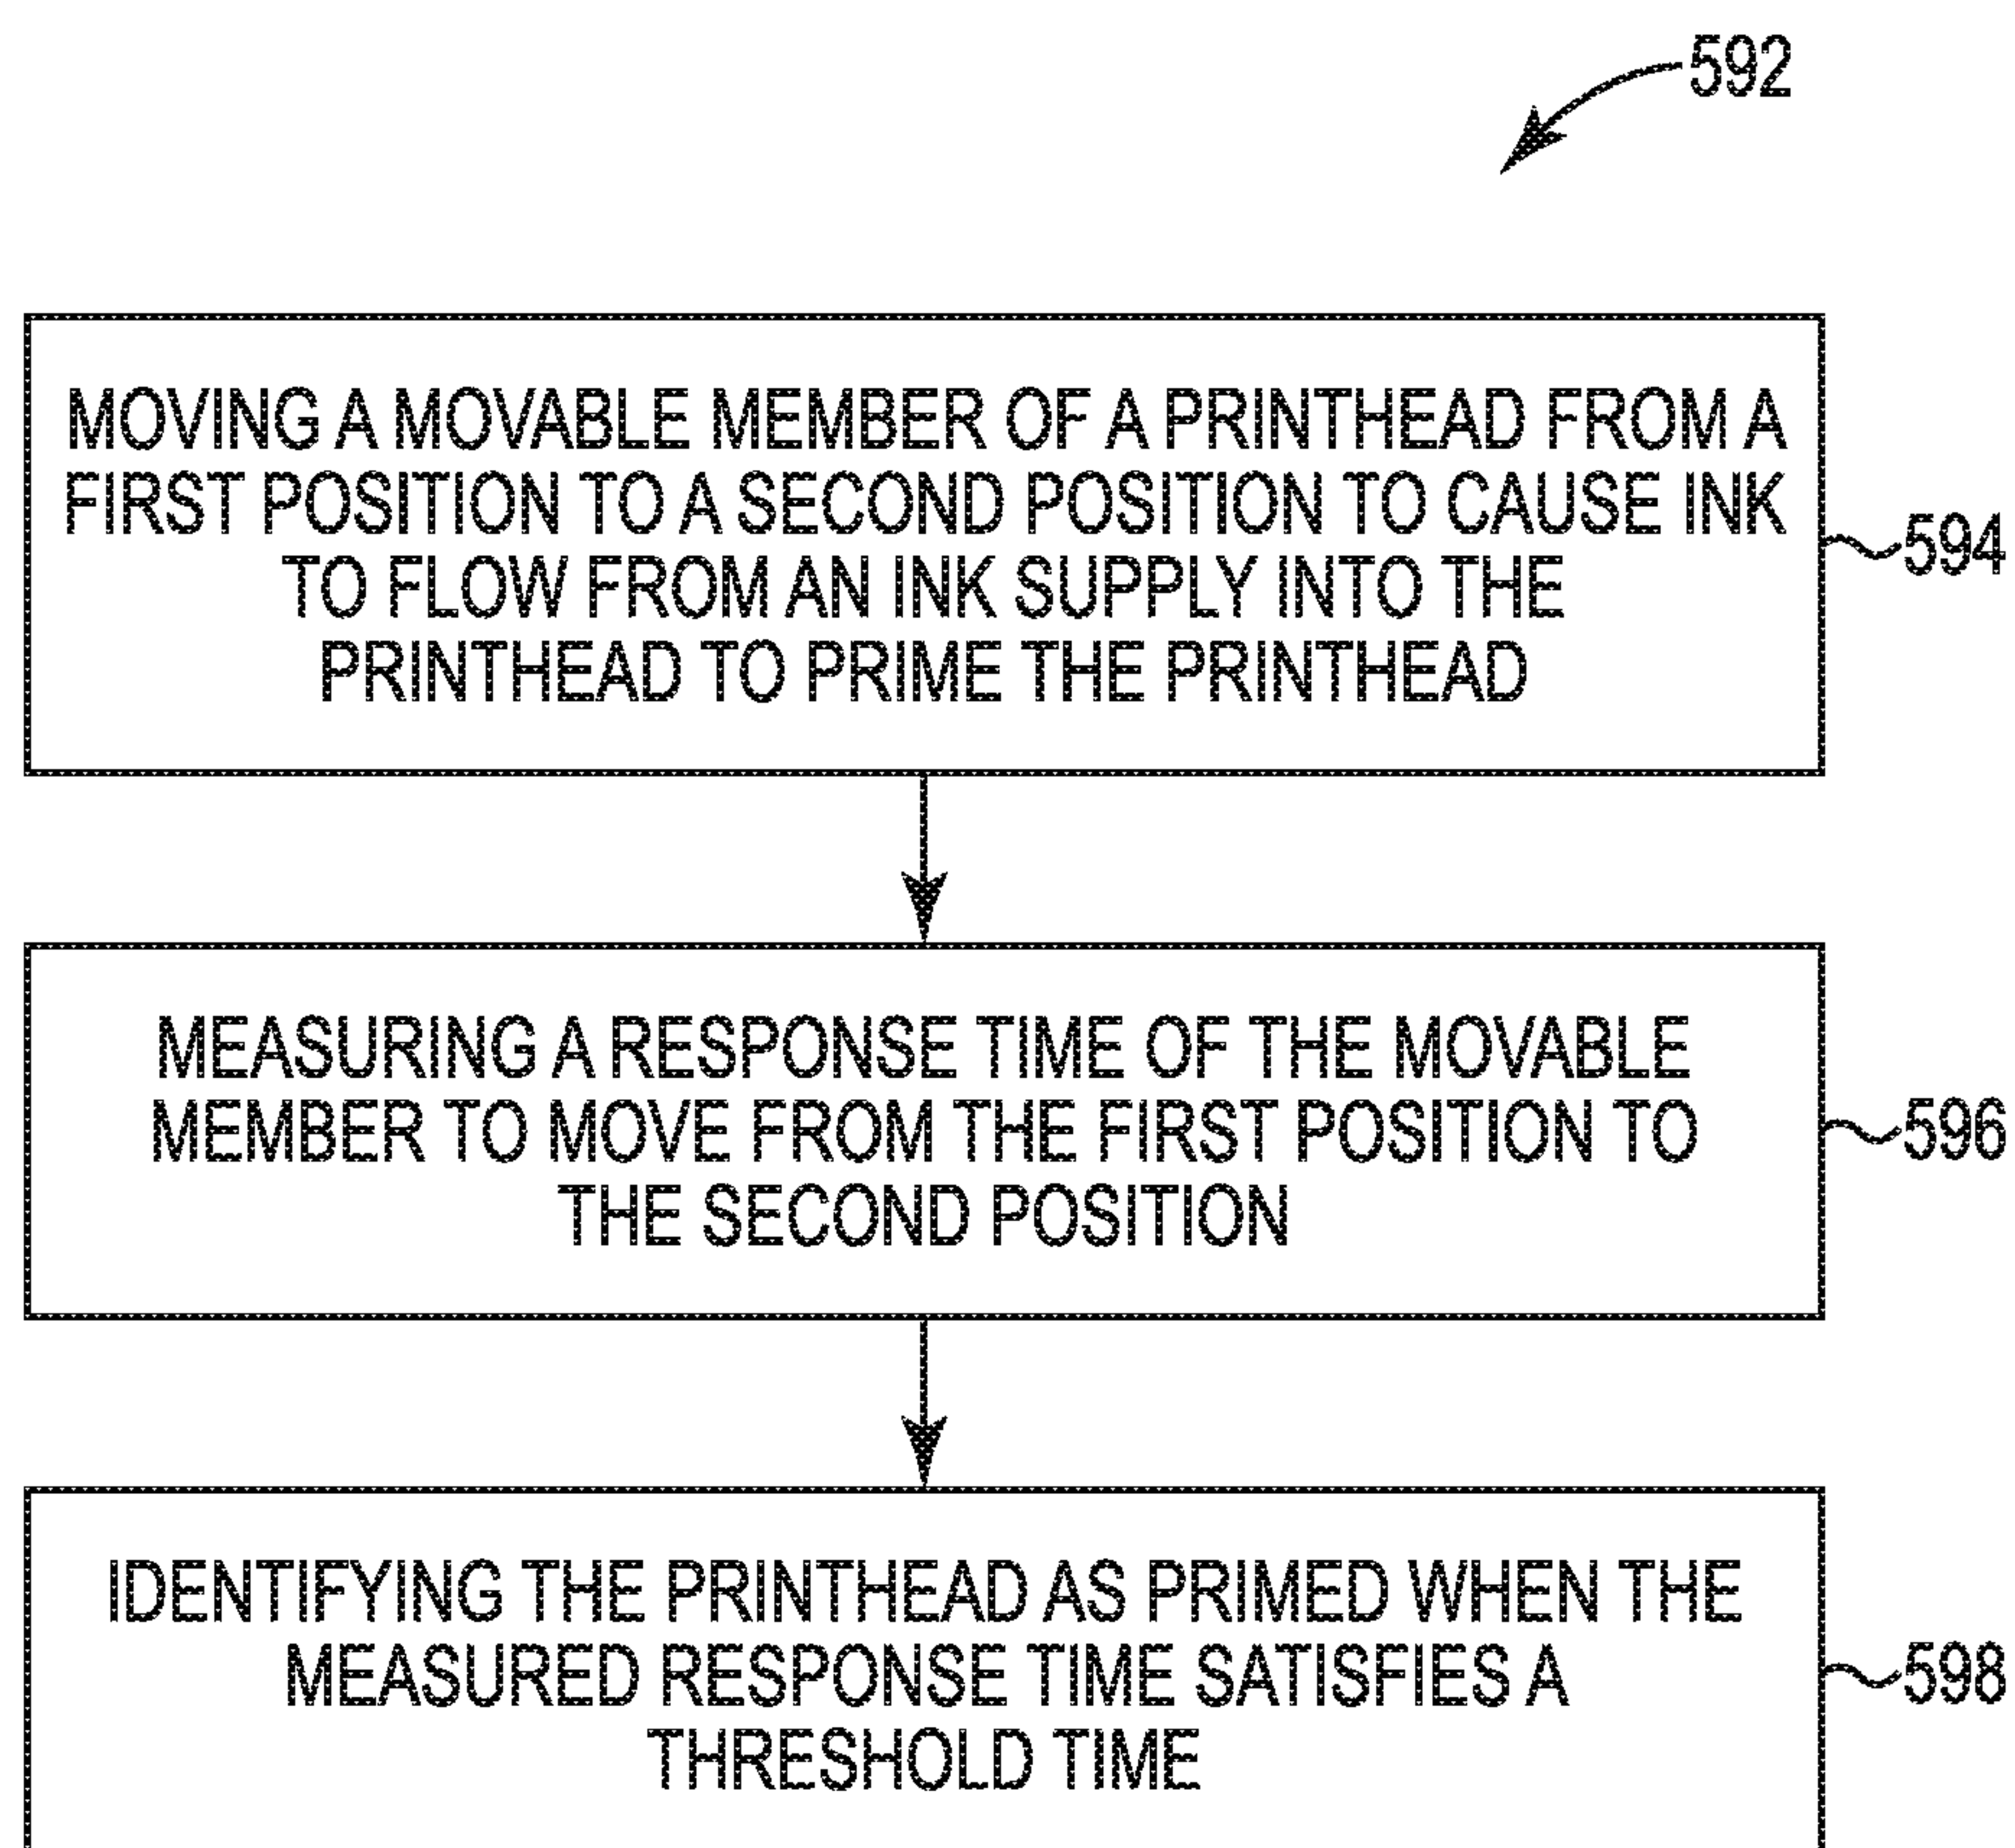 592
MOVING A MOVABLE MEMBER OF A PRINTHEAD FROM A
FIRST POSITION TO A SECOND POSITION TO CAUSE INK
TO FLOW FROM AN INK SUPPLY INTO THE
PRINTHEAD TO PRIME THE PRINTHEAD
594
MEASURING A RESPONSE TIME OF THE MOVABLE
MEMBER TO MOVE FROM THE FIRST POSITION TO
THE SECOND POSITION
596
IDENTIFYING THE PRINTHEAD AS PRIMED WHEN THE
MEASURED RESPONSE TIME SATISFIES A
THRESHOLD TIME
598